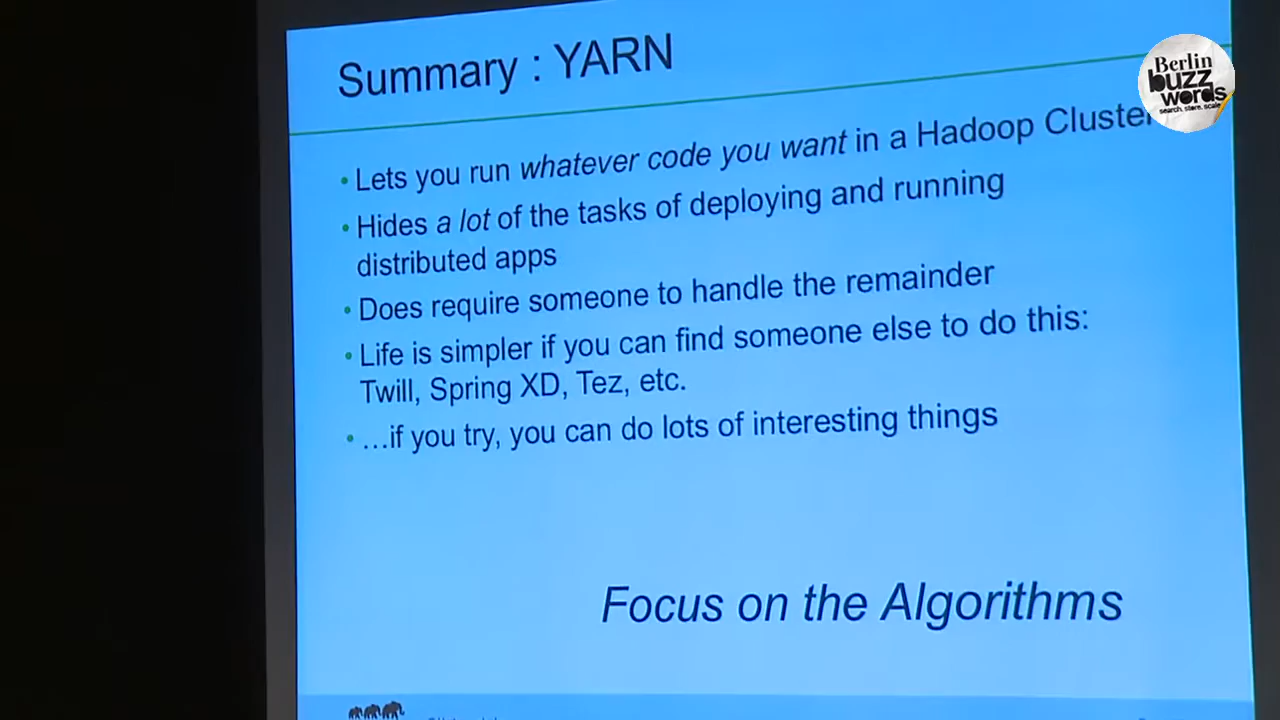 Summary : YARN
Berlin
buzz
words
search. store. scale
• Lets you run whatever code you want in a Hadoop Cluster
• Hides a lot of the tasks of deploying and running
distributed apps
• Does require someone to handle the remainder
• Life is simpler if you can find someone else to do this:
Twill, Spring XD, Tez, etc.
• …if you try, you can do lots of interesting things
Focus on the Algorithms